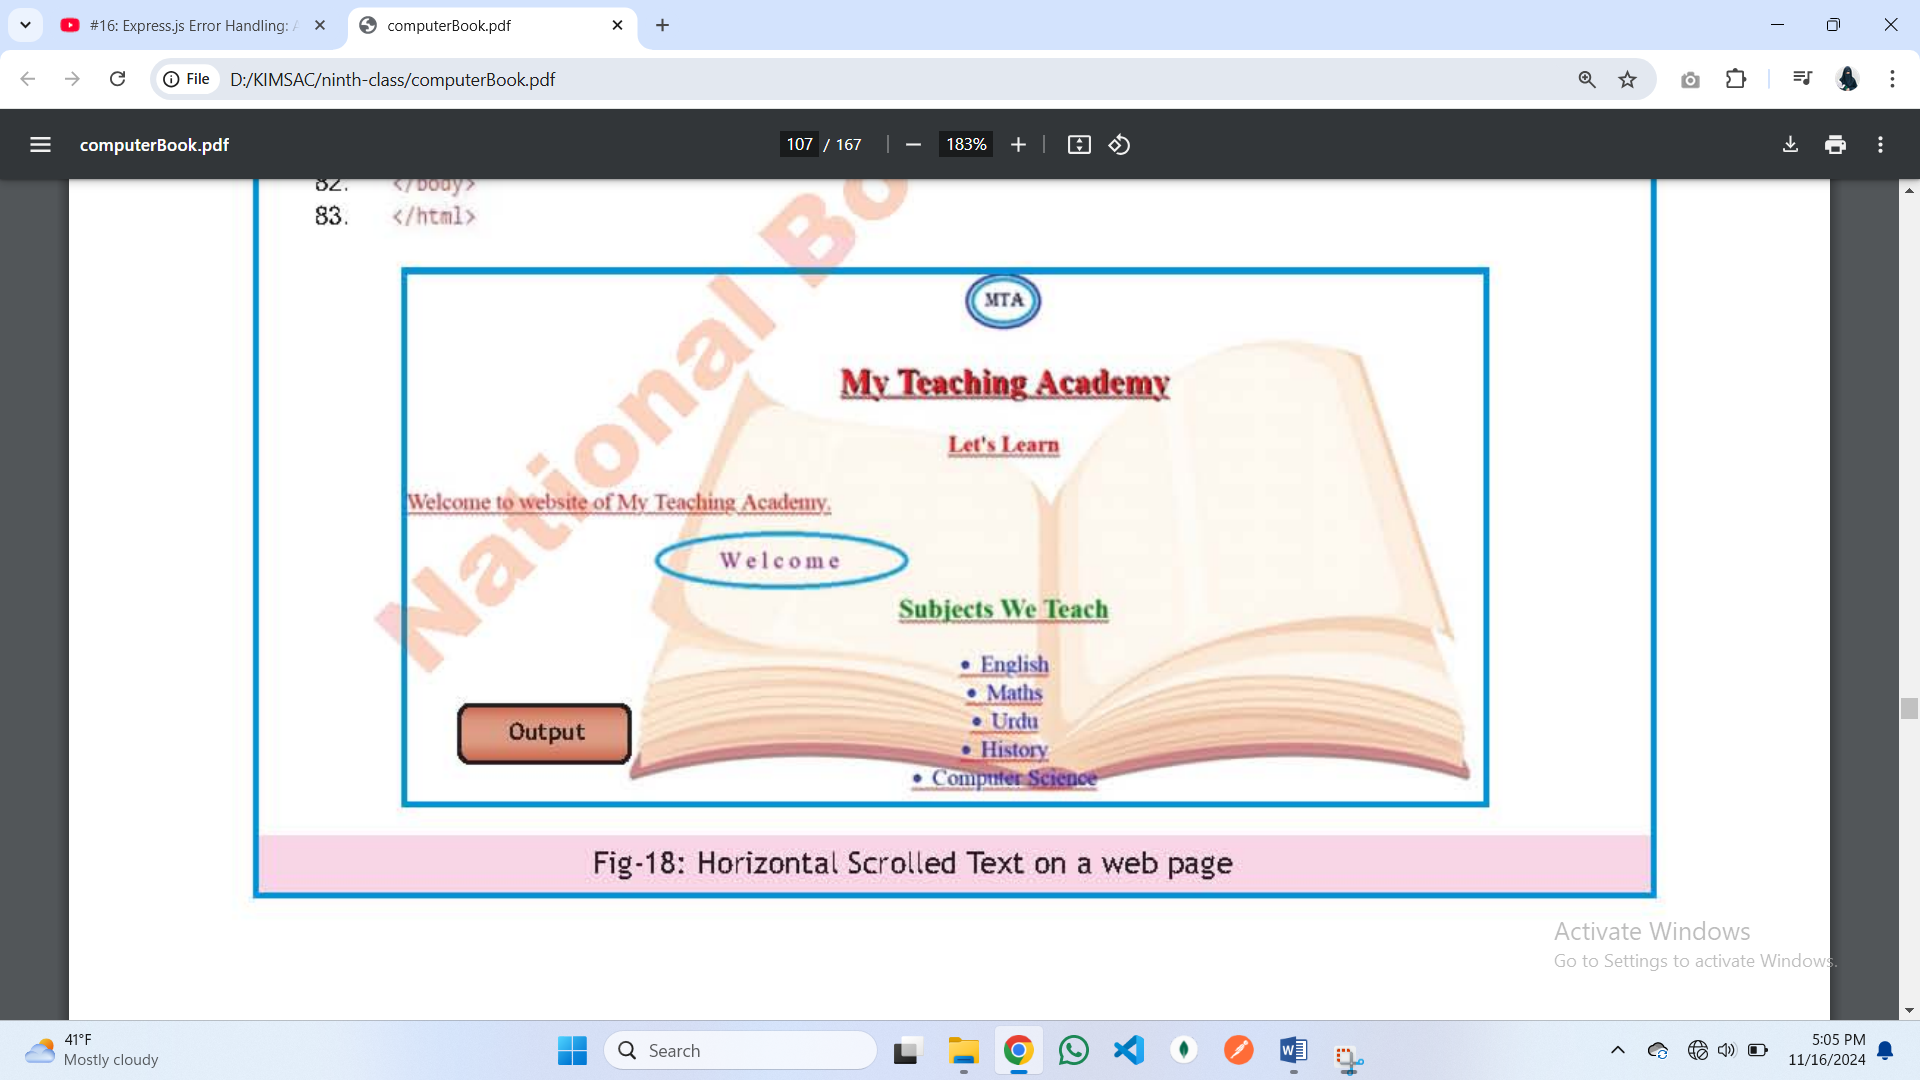 #16: Express.js Error Handling:
computerBook.pdf
File
D:/KIMSAC/ninth-class/computerBook.pdf
computerBook.pdf
107 / 167
183%
82. </body>
83. </html>
National Bo
MTA
My Teaching Academy
Let's Learn
Welcome to website of My Teaching Academy.
Welcome
Subjects We Teach
• English
• Maths
• Urdu
• History
• Computer Science
Output
Fig-18: Horizontal Scrolled Text on a web page
Activate Windows
Go to Settings to activate Windows.
41°F
Mostly cloudy
Search
5:05 PM
11/16/2024